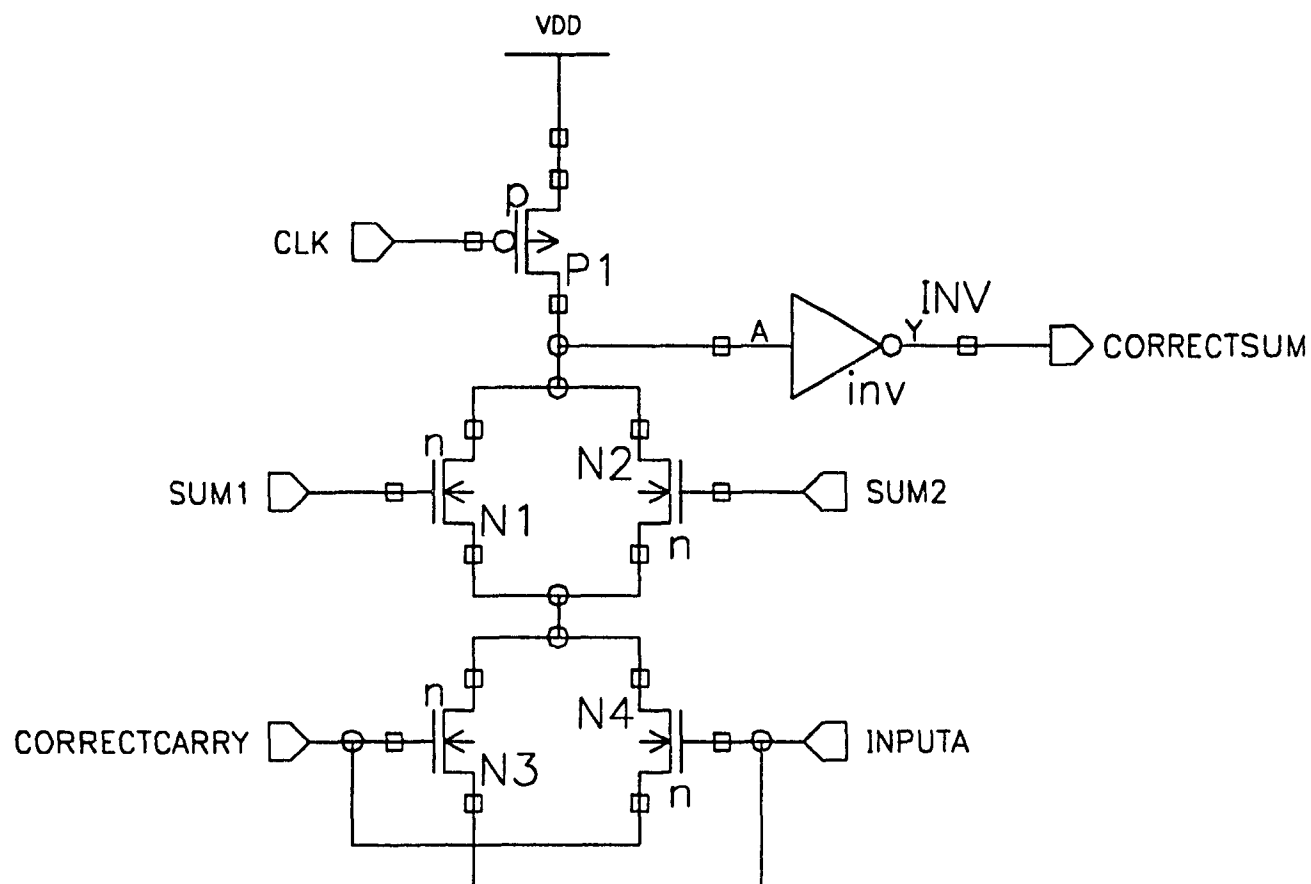 VDD
p
CLK
P1
A
Y
INV
inv
CORRECTSUM
n
N2
SUM1
SUM2
N1
n
n
N4
CORRECTCARRY
INPUTA
N3
n